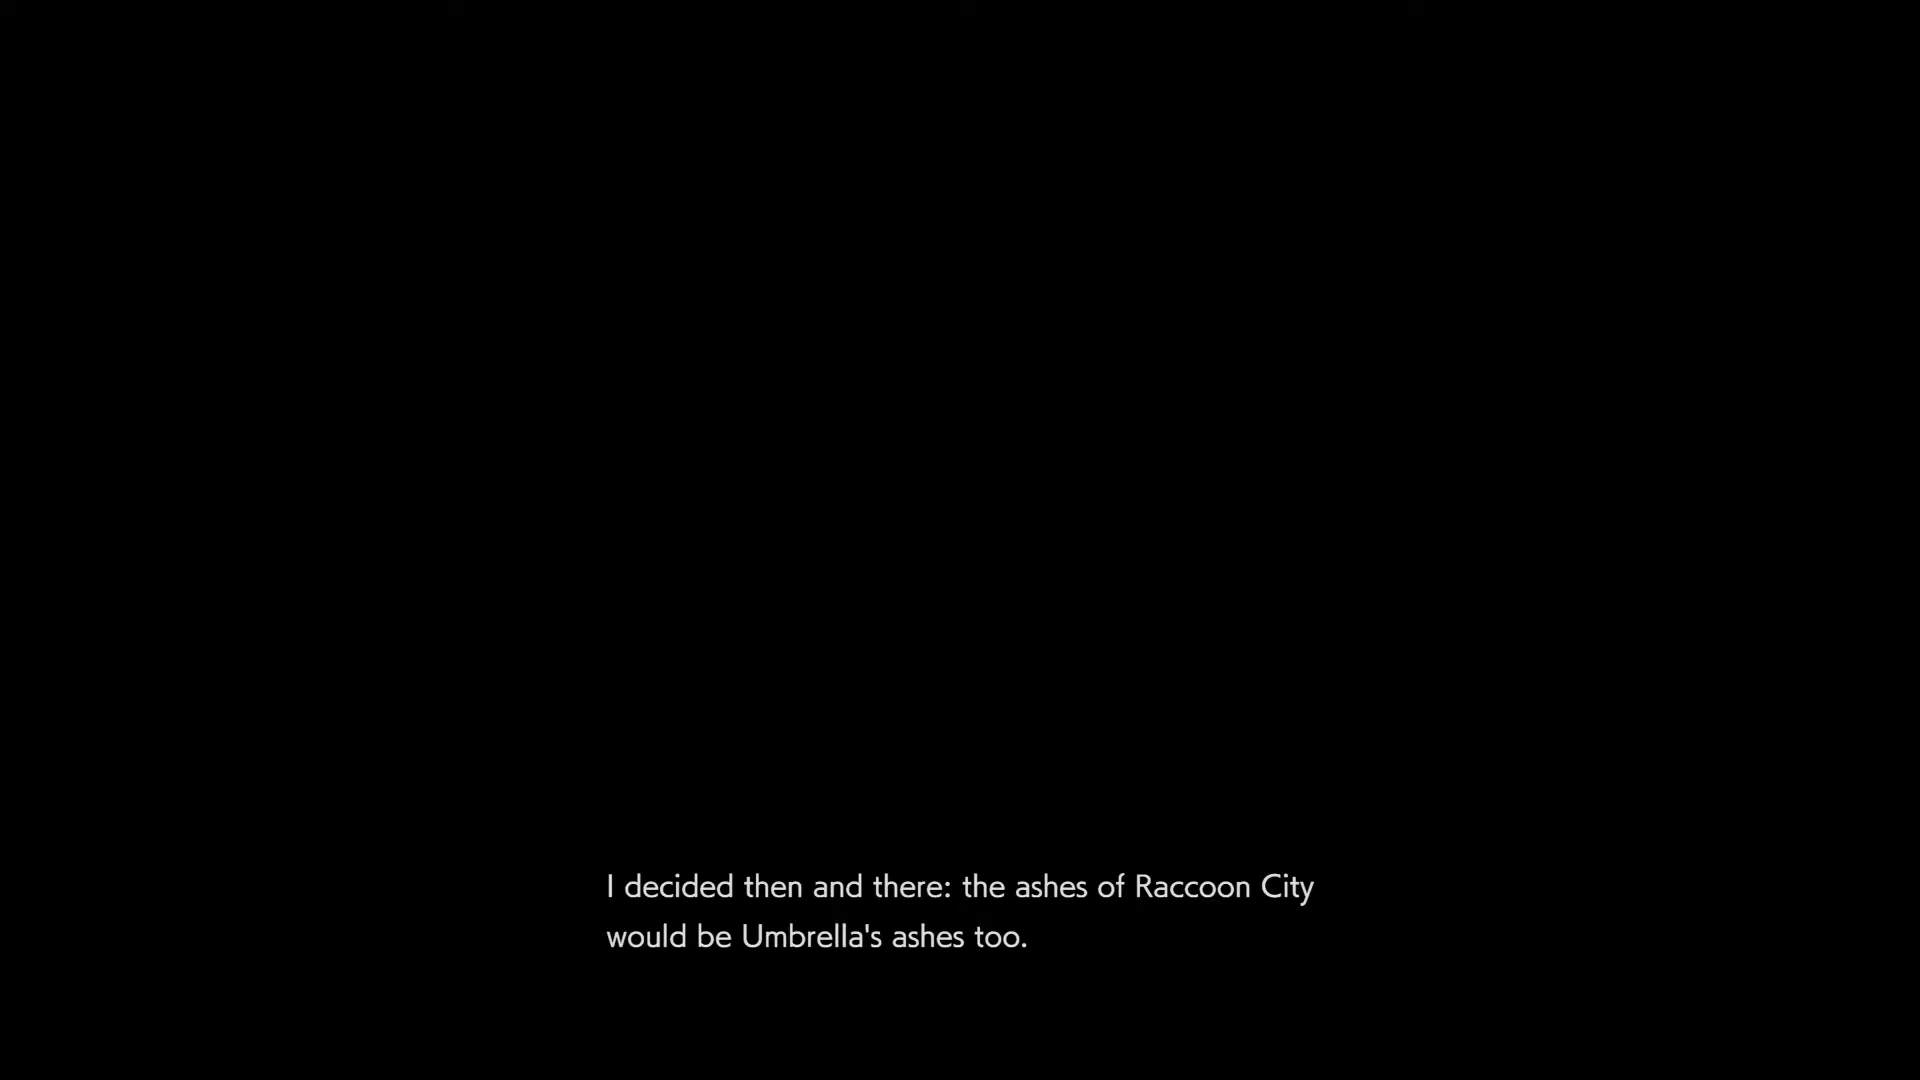 I decided then and there: the ashes of Raccoon City
would be Umbrella's ashes too.